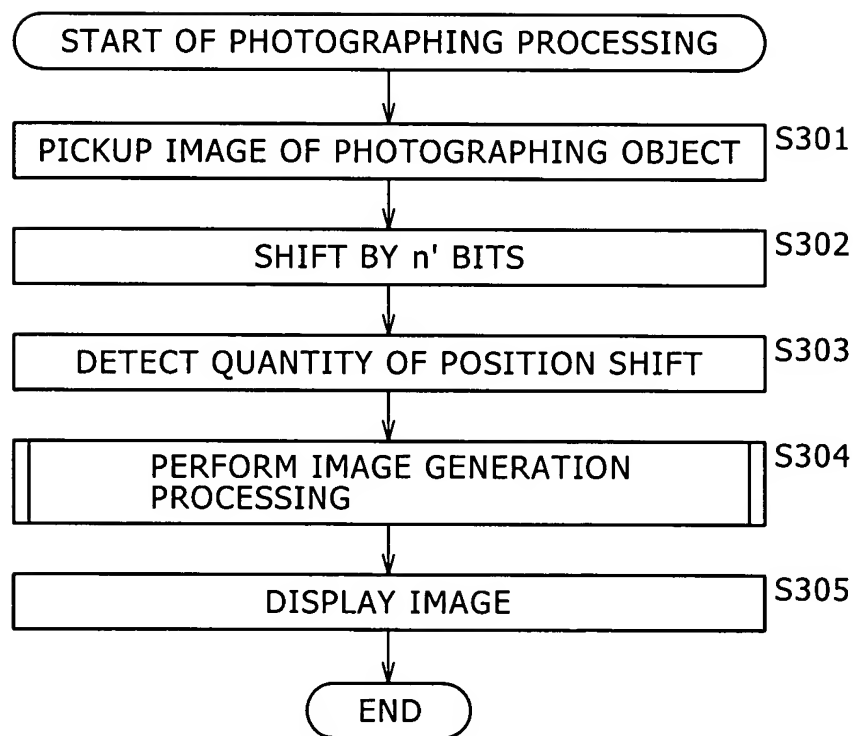 START OF PHOTOGRAPHING PROCESSING
PICKUP IMAGE OF PHOTOGRAPHING OBJECT
S301
SHIFT BY n' BITS
S302
DETECT QUANTITY OF POSITION SHIFT
S303
PERFORM IMAGE GENERATION
PROCESSING
S304
DISPLAY IMAGE
S305
END